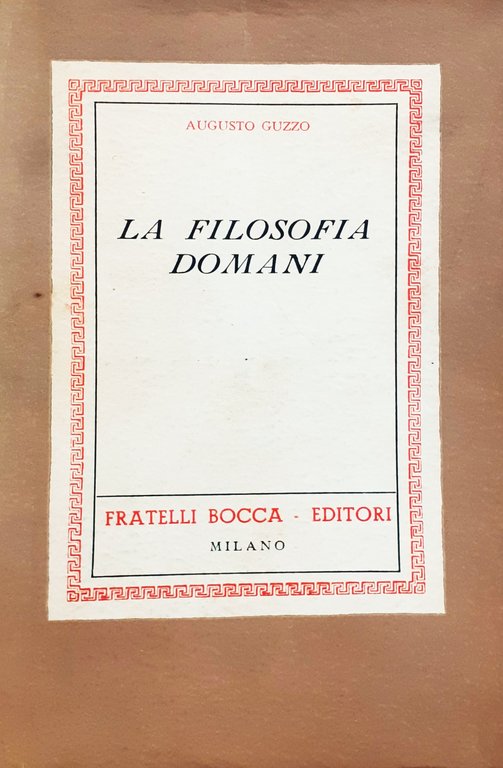 AUGUSTO GUZZO
LA FILOSOFIA
DOMANI
FRATELLI BOCCA - EDITORI
MILANO